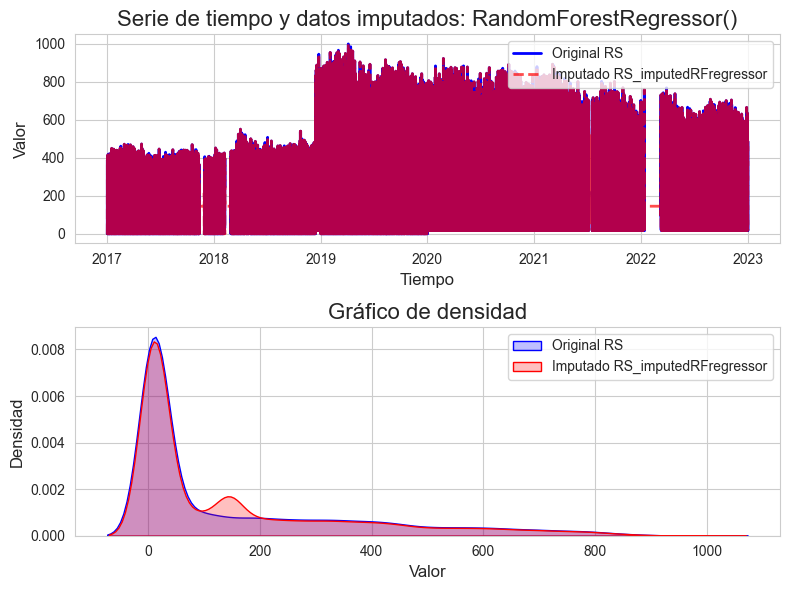 Serie de tiempo y datos imputados: RandomForestRegressor()
1000
800
600
400
200
0
Valor
Original RS
Imputado RS_imputedRFregressor
2017
2018
2019
2020
2021
2022
2023
Tiempo
Gráfico de densidad
0.008
0.006
0.004
0.002
0.000
Densidad
Original RS
Imputado RS_imputedRFregressor
0
200
400
600
800
1000
Valor